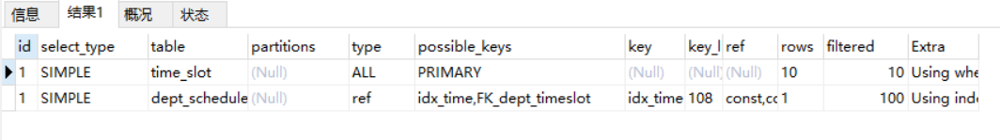 信息 结果1 概况 状态
id select_type table partitions type possible_keys key key_l ref rows filtered Extra
1 SIMPLE time_slot (Null) ALL PRIMARY (Null) (Null) (Null) 10 10 Using whe
1 SIMPLE dept_schedule (Null) ref idx_time,FK_dept_timeslot idx_time 108 const,cc 1 100 Using inde